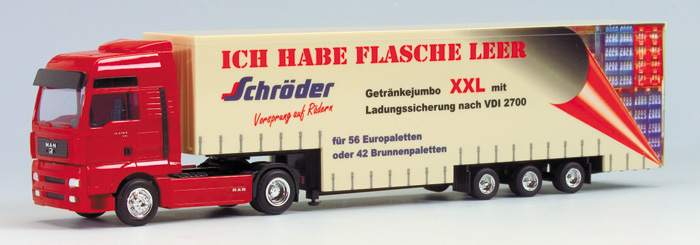 ICH HABE FLASCHE LEER
Schröder
Vorsprung auf Rädern
Getränkejumbo XXL mit
Ladungssicherung nach VDI 2700
für 56 Europaletten
oder 42 Brunnenpaletten
MAN
MAN